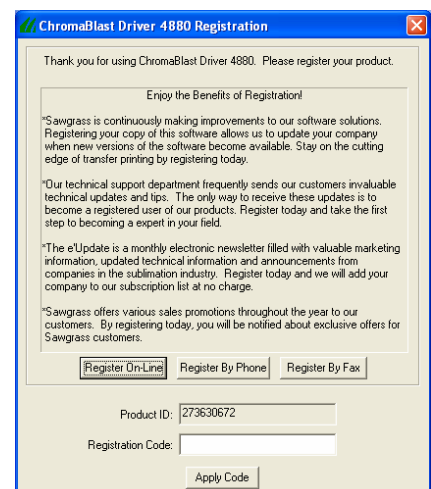 ChromaBlast Driver 4880 Registration
Thank you for using ChromaBlast Driver 4880. Please register your product.
Enjoy the Benefits of Registration!
*Sawgrass is continuously making improvements to our software solutions.
Registering your copy of this software allows us to update your company
when new versions of the software become available. Stay on the cutting
edge of transfer printing by registering today.
*Our technical support department frequently sends our customers invaluable
technical updates and tips. The only way to receive these updates is to
become a registered user of our products. Register today and take the first
step to becoming a expert in your field.
*The e'Update is a monthly electronic newsletter filled with valuable marketing
information, updated technical information and announcements from
companies in the sublimation industry. Register today and we will add your
company to our subscription list at no charge.
*Sawgrass offers various sales promotions throughout the year to our
customers. By registering today, you will be notified about exclusive offers for
Sawgrass customers.
Register On-Line Register By Phone Register By Fax
Product ID: 273630672
Registration Code:
Apply Code